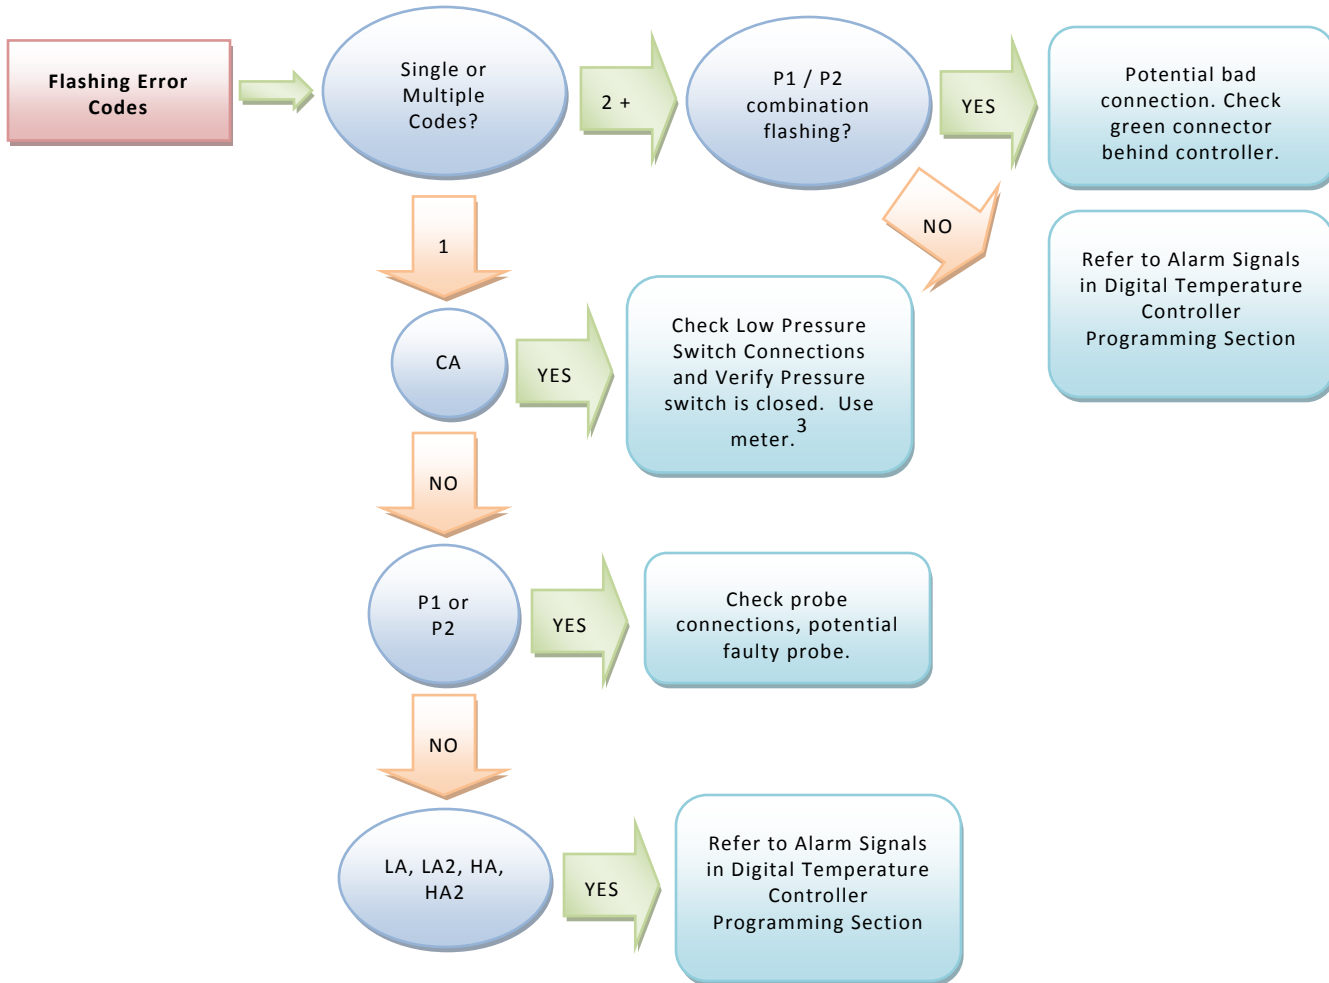 Flashing Error
Codes
Single or
Multiple
Codes?
2 +
P1 / P2
combination
flashing?
YES
Potential bad
connection. Check
green connector
behind controller.
NO
Refer to Alarm Signals
in Digital Temperature
Controller
Programming Section
1
CA
YES
Check Low Pressure
Switch Connections
and Verify Pressure
switch is closed. Use
meter.3
NO
P1 or
P2
YES
Check probe
connections, potential
faulty probe.
NO
LA, LA2, HA,
HA2
YES
Refer to Alarm Signals
in Digital Temperature
Controller
Programming Section